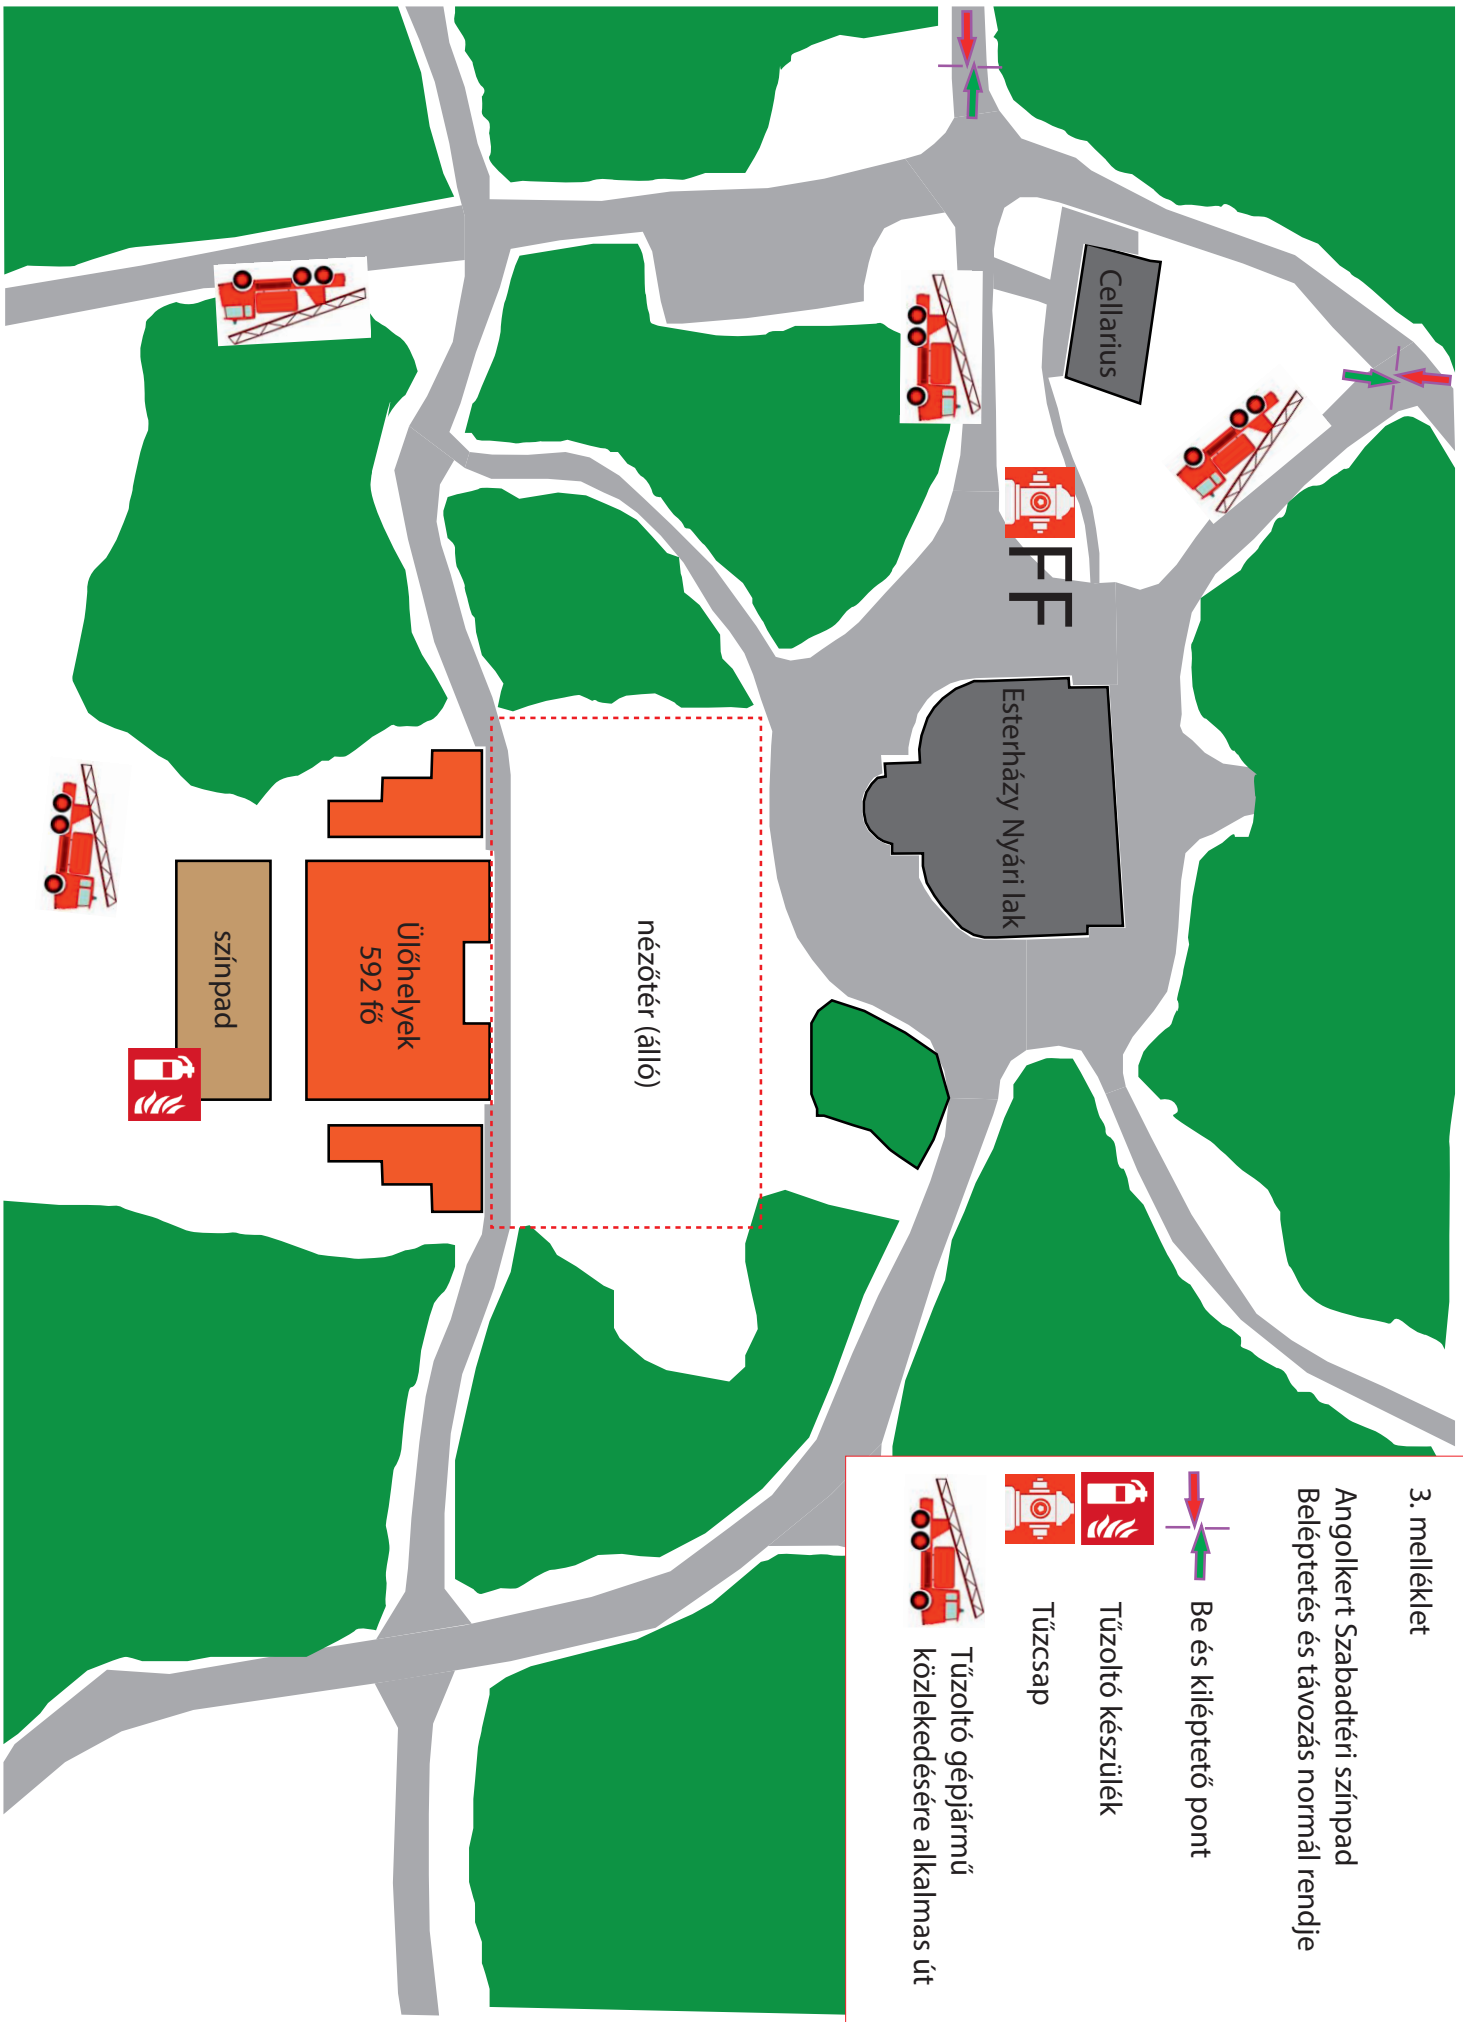 3. melléklet
Angolkert Szabadtéri színpad
Beléptetés és távozás normál rendje
Be és kiléptető pont
Tűzoltó készülék
Tűzcsap
Tűzoltó gépjármű
közlekedésére alkalmas út
Cellarius
FF
Esterházy Nyári lak
nézőtér (álló)
Ülőhelyek
592 fő
színpad